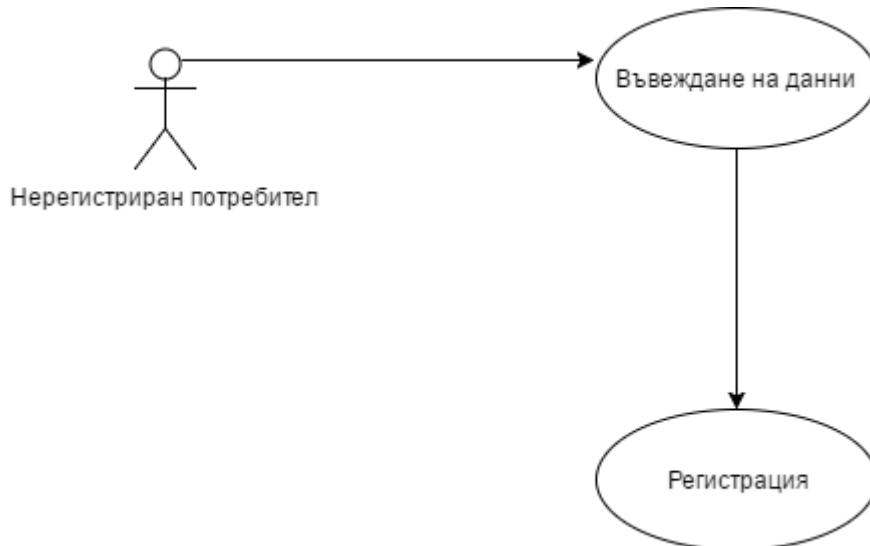 Въвеждане на данни
Нерегистриран потребител
Регистрация